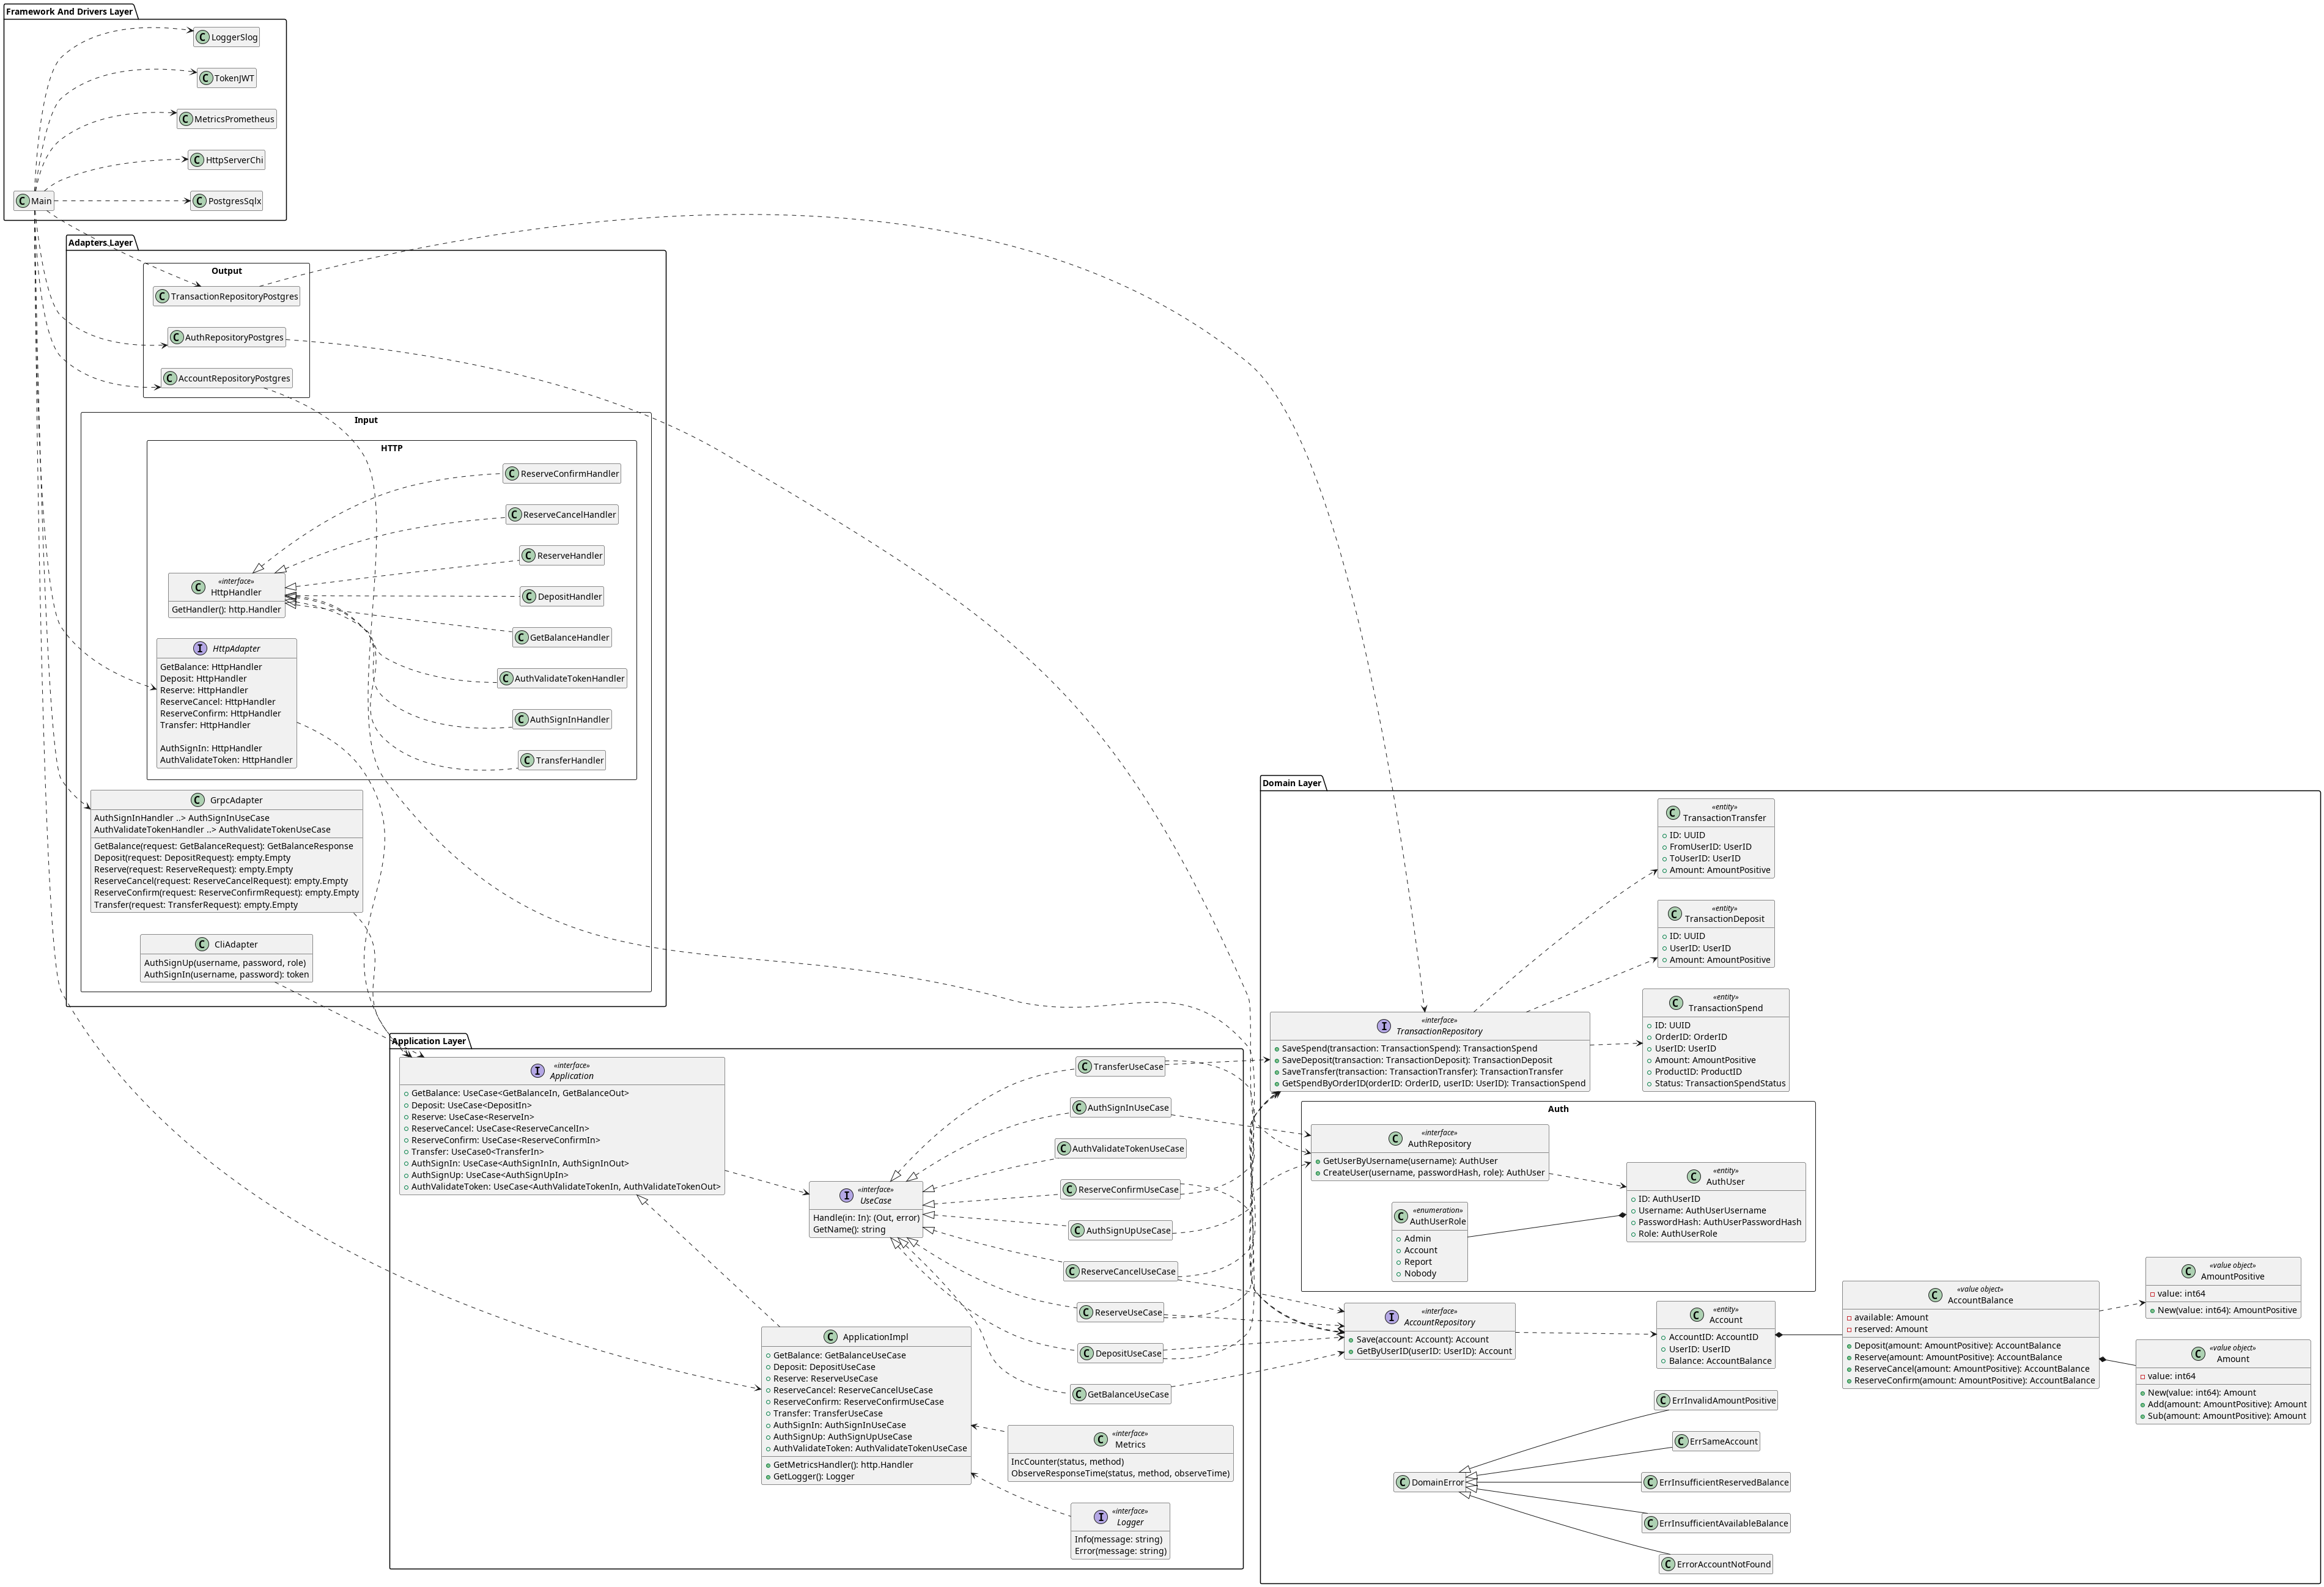 Framework And Drivers Layer
LoggerSlog
TokenJWT
MetricsPrometheus
HttpServerChi
Main
PostgresSqlx
Adapters Layer
Output
TransactionRepositoryPostgres
AuthRepositoryPostgres
AccountRepositoryPostgres
Input
HTTP
ReserveConfirmHandler
ReserveCancelHandler
ReserveHandler
«interface»
HttpHandler
GetHandler(): http.Handler
DepositHandler
GetBalanceHandler
AuthValidateTokenHandler
AuthSignInHandler
TransferHandler
HttpAdapter
GetBalance: HttpHandler
Deposit: HttpHandler
Reserve: HttpHandler
ReserveCancel: HttpHandler
ReserveConfirm: HttpHandler
Transfer: HttpHandler
AuthSignIn: HttpHandler
AuthValidateToken: HttpHandler
GrpcAdapter
AuthSignInHandler ..> AuthSignInUseCase
AuthValidateTokenHandler ..> AuthValidateTokenUseCase
GetBalance(request: GetBalanceRequest): GetBalanceResponse
Deposit(request: DepositRequest): empty.Empty
Reserve(request: ReserveRequest): empty.Empty
ReserveCancel(request: ReserveCancelRequest): empty.Empty
ReserveConfirm(request: ReserveConfirmRequest): empty.Empty
Transfer(request: TransferRequest): empty.Empty
CliAdapter
AuthSignUp(username, password, role)
AuthSignIn(username, password): token
Application Layer
«interface»
Application
GetBalance: UseCase<GetBalanceIn, GetBalanceOut>
Deposit: UseCase<DepositIn>
Reserve: UseCase<ReserveIn>
ReserveCancel: UseCase<ReserveCancelIn>
ReserveConfirm: UseCase<ReserveConfirmIn>
Transfer: UseCase0<TransferIn>
AuthSignIn: UseCase<AuthSignInIn, AuthSignInOut>
AuthSignUp: UseCase<AuthSignUpIn>
AuthValidateToken: UseCase<AuthValidateTokenIn, AuthValidateTokenOut>
«interface»
UseCase
Handle(in: In): (Out, error)
GetName(): string
TransferUseCase
AuthSignInUseCase
AuthValidateTokenUseCase
ReserveConfirmUseCase
AuthSignUpUseCase
ReserveCancelUseCase
ReserveUseCase
DepositUseCase
GetBalanceUseCase
ApplicationImpl
GetBalance: GetBalanceUseCase
Deposit: DepositUseCase
Reserve: ReserveUseCase
ReserveCancel: ReserveCancelUseCase
ReserveConfirm: ReserveConfirmUseCase
Transfer: TransferUseCase
AuthSignIn: AuthSignInUseCase
AuthSignUp: AuthSignUpUseCase
AuthValidateToken: AuthValidateTokenUseCase
GetMetricsHandler(): http.Handler
GetLogger(): Logger
«interface»
Metrics
IncCounter(status, method)
ObserveResponseTime(status, method, observeTime)
«interface»
Logger
Info(message: string)
Error(message: string)
Domain Layer
«entity»
TransactionTransfer
ID: UUID
FromUserID: UserID
ToUserID: UserID
Amount: AmountPositive
«entity»
TransactionDeposit
ID: UUID
UserID: UserID
Amount: AmountPositive
«entity»
TransactionSpend
ID: UUID
OrderID: OrderID
UserID: UserID
Amount: AmountPositive
ProductID: ProductID
Status: TransactionSpendStatus
«interface»
TransactionRepository
SaveSpend(transaction: TransactionSpend): TransactionSpend
SaveDeposit(transaction: TransactionDeposit): TransactionDeposit
SaveTransfer(transaction: TransactionTransfer): TransactionTransfer
GetSpendByOrderID(orderID: OrderID, userID: UserID): TransactionSpend
Auth
«interface»
AuthRepository
GetUserByUsername(username): AuthUser
CreateUser(username, passwordHash, role): AuthUser
«entity»
AuthUser
ID: AuthUserID
Username: AuthUserUsername
PasswordHash: AuthUserPasswordHash
Role: AuthUserRole
«enumeration»
AuthUserRole
Admin
Account
Report
Nobody
«interface»
AccountRepository
Save(account: Account): Account
GetByUserID(userID: UserID): Account
«entity»
Account
AccountID: AccountID
UserID: UserID
Balance: AccountBalance
«value object»
AccountBalance
available: Amount
reserved: Amount
Deposit(amount: AmountPositive): AccountBalance
Reserve(amount: AmountPositive): AccountBalance
ReserveCancel(amount: AmountPositive): AccountBalance
ReserveConfirm(amount: AmountPositive): AccountBalance
«value object»
AmountPositive
value: int64
New(value: int64): AmountPositive
«value object»
Amount
value: int64
New(value: int64): Amount
Add(amount: AmountPositive): Amount
Sub(amount: AmountPositive): Amount
ErrInvalidAmountPositive
ErrSameAccount
DomainError
ErrInsufficientReservedBalance
ErrInsufficientAvailableBalance
ErrorAccountNotFound